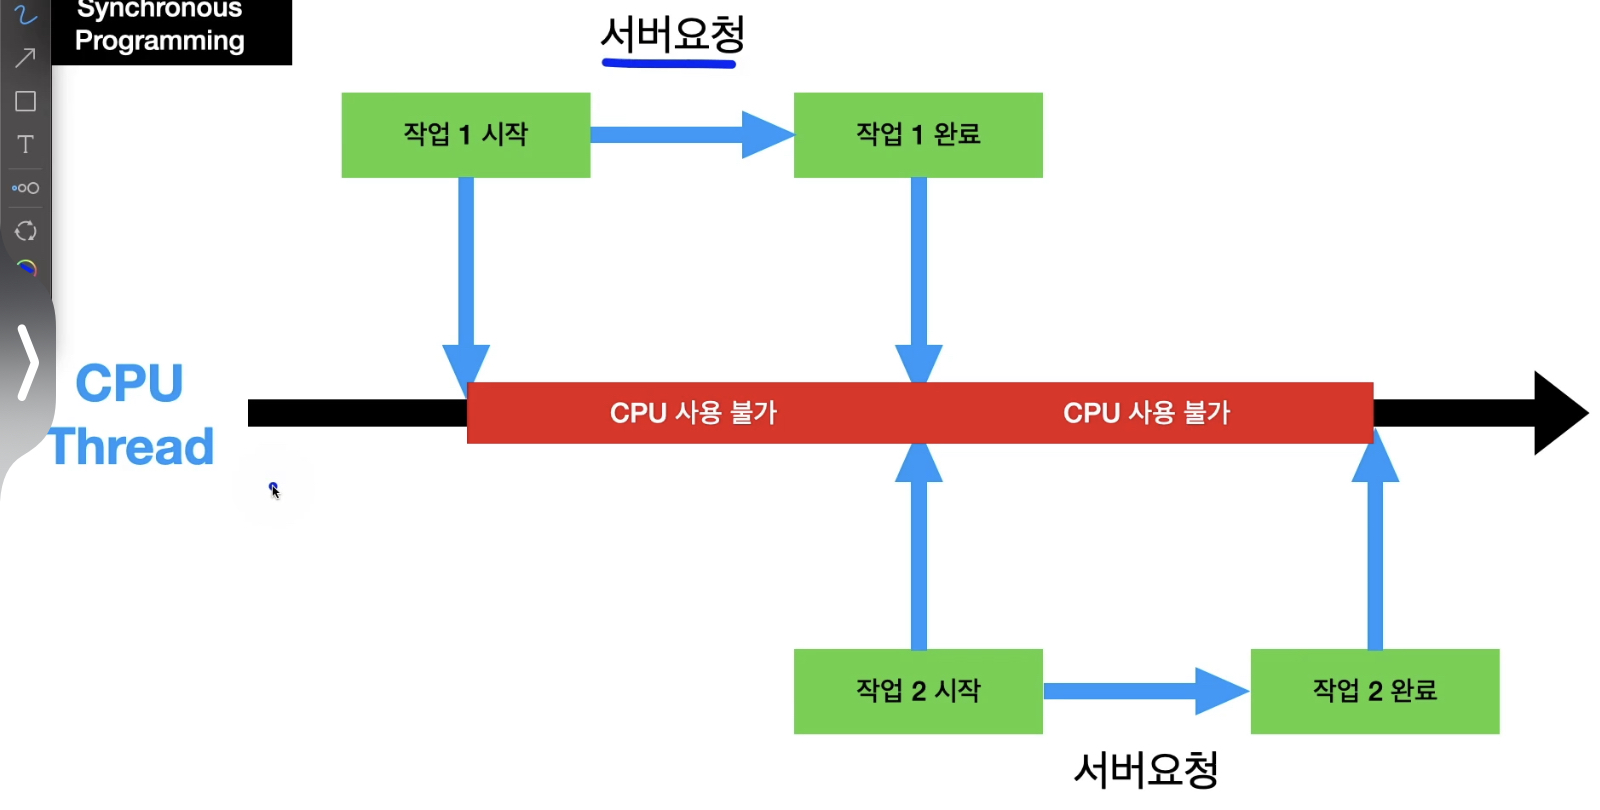 Synchronous
Programming
서버요청
작업 1 시작
작업 1 완료
CPU
Thread
CPU 사용 불가
CPU 사용 불가
작업 2 시작
작업 2 완료
서버요청
T